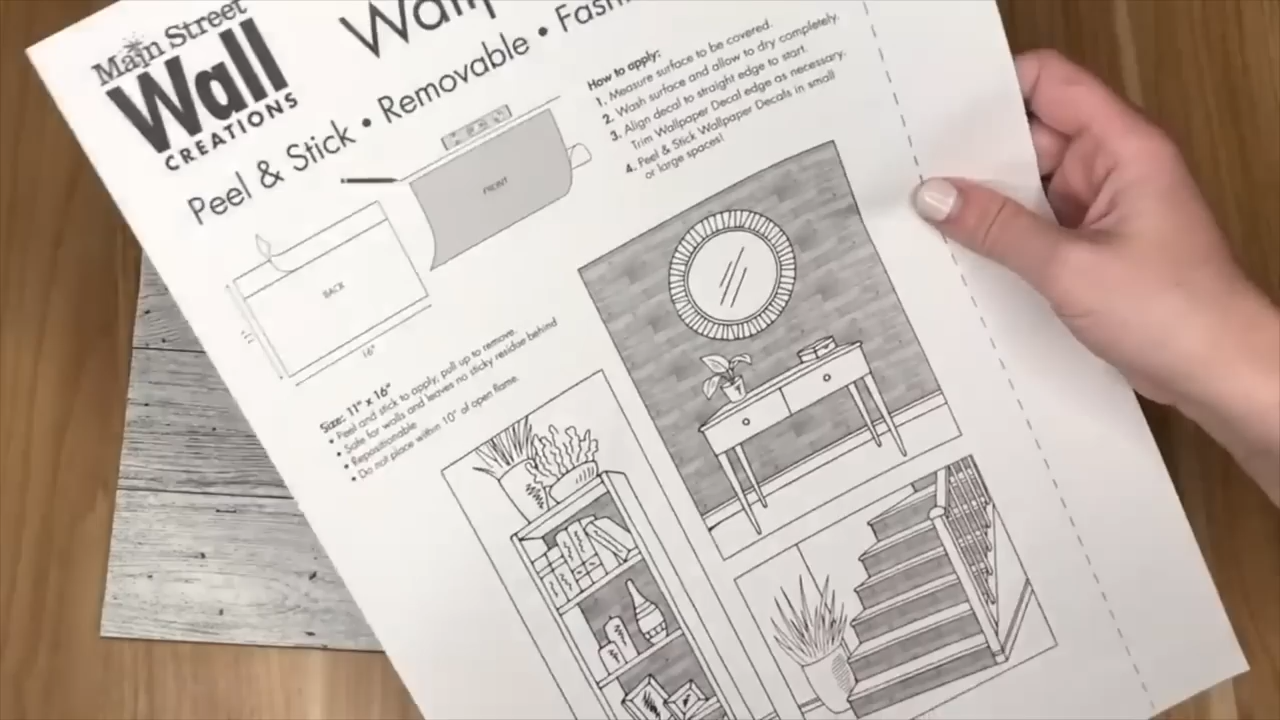 Main Street
Wall
CREATIONS
Peel & Stick • Removable •
How to apply:
1. Measure surface to be covered.
2. Wash surface and allow to dry completely.
3. Align decal to straight edge to start.
Trim Wallpaper Decal edge as necessary.
4. Peel & Stick Wallpaper Decals in small
or large spaces!
FRONT
BACK
11"
16"
Size: 11" x 16"
• Peel and stick to apply, pull up to remove.
• Safe for walls and leaves no sticky residue behind
• Repositionable
• Do not place within 10" of open flame.